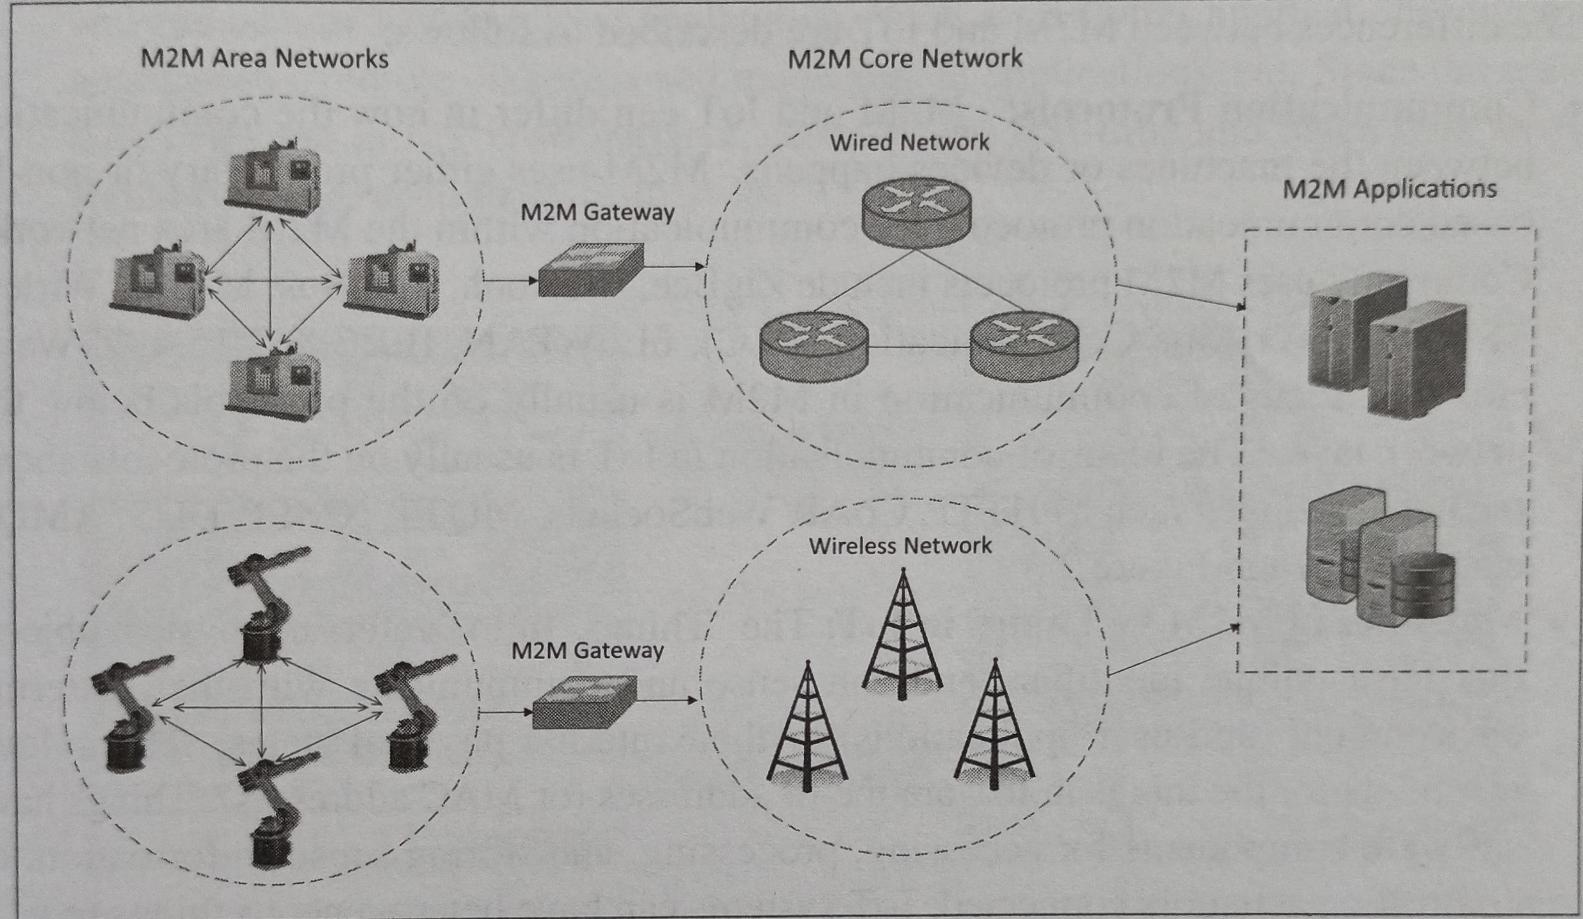 M2M Area Networks
M2M Core Network
Wired Network
M2M Applications
M2M Gateway
Wireless Network
M2M Gateway